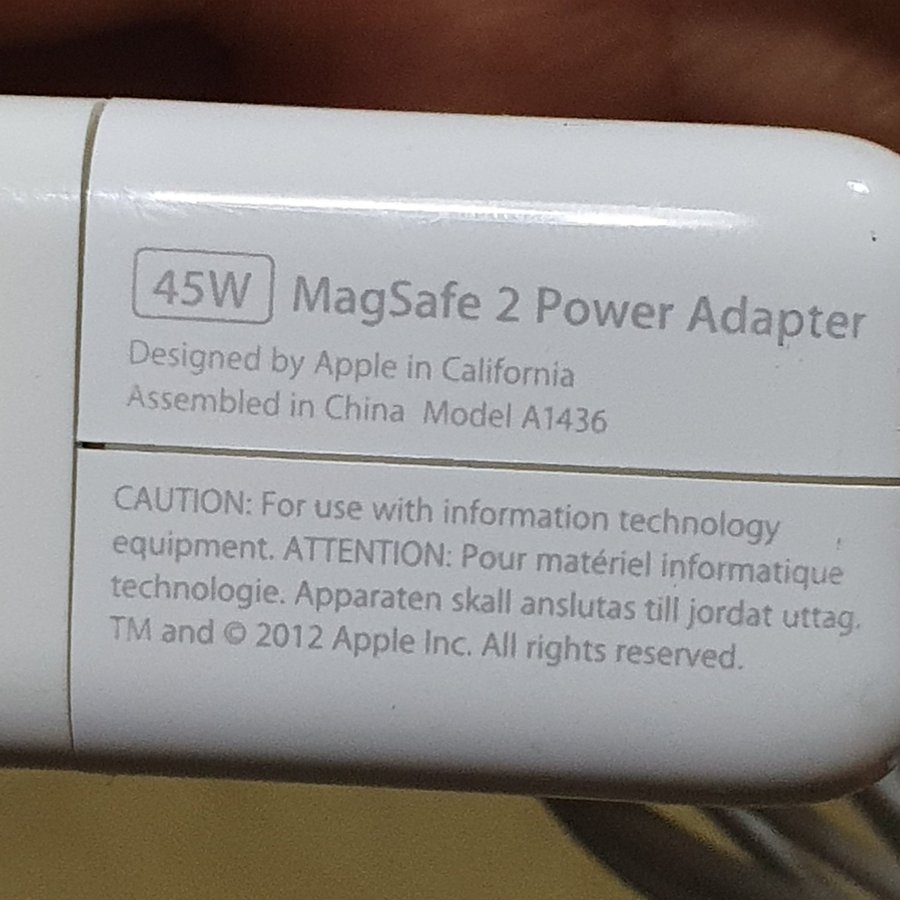 45W MagSafe 2 Power Adapter
Designed by Apple in California
Assembled in China Model A1436
CAUTION: For use with information technology
equipment. ATTENTION: Pour matériel informatique
technologie. Apparaten skall anslutas till jordat uttag.
TM and © 2012 Apple Inc. All rights reserved.